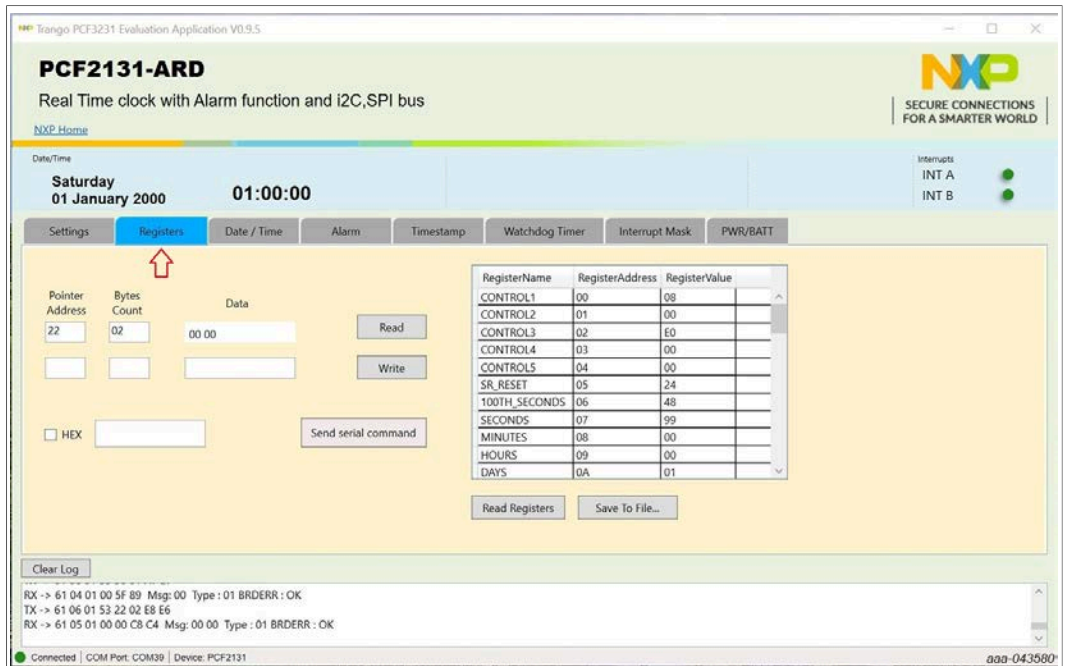 Trango PCF3231 Evaluation Application V0.9.5
PCF2131-ARD
Real Time clock with Alarm function and i2C,SPI bus
NXP Home
NXP
SECURE CONNECTIONS
FOR A SMARTER WORLD
Date/Time
Saturday
01 January 2000
01:00:00
Interrupts
INT A
INT B
Settings Registers Date / Time Alarm Timestamp Watchdog Timer Interrupt Mask PWR/BATT
Pointer Address Bytes Count Data
22 02 00 00 Read
Write
HEX Send serial command
RegisterName RegisterAddress RegisterValue
CONTROL1 00 08
CONTROL2 01 00
CONTROL3 02 E0
CONTROL4 03 00
CONTROL5 04 00
SR_RESET 05 24
100TH_SECONDS 06 48
SECONDS 07 99
MINUTES 08 00
HOURS 09 00
DAYS 0A 01
Read Registers Save To File...
Clear Log
RX -> 61 04 01 00 5F 89 Msg: 00 Type : 01 BRDERR : OK
TX -> 61 06 01 53 22 02 E8 E6
RX -> 61 05 01 00 00 C8 C4 Msg: 00 00 Type : 01 BRDERR : OK
Connected COM Port: COM39 Device: PCF2131
aaa-043580